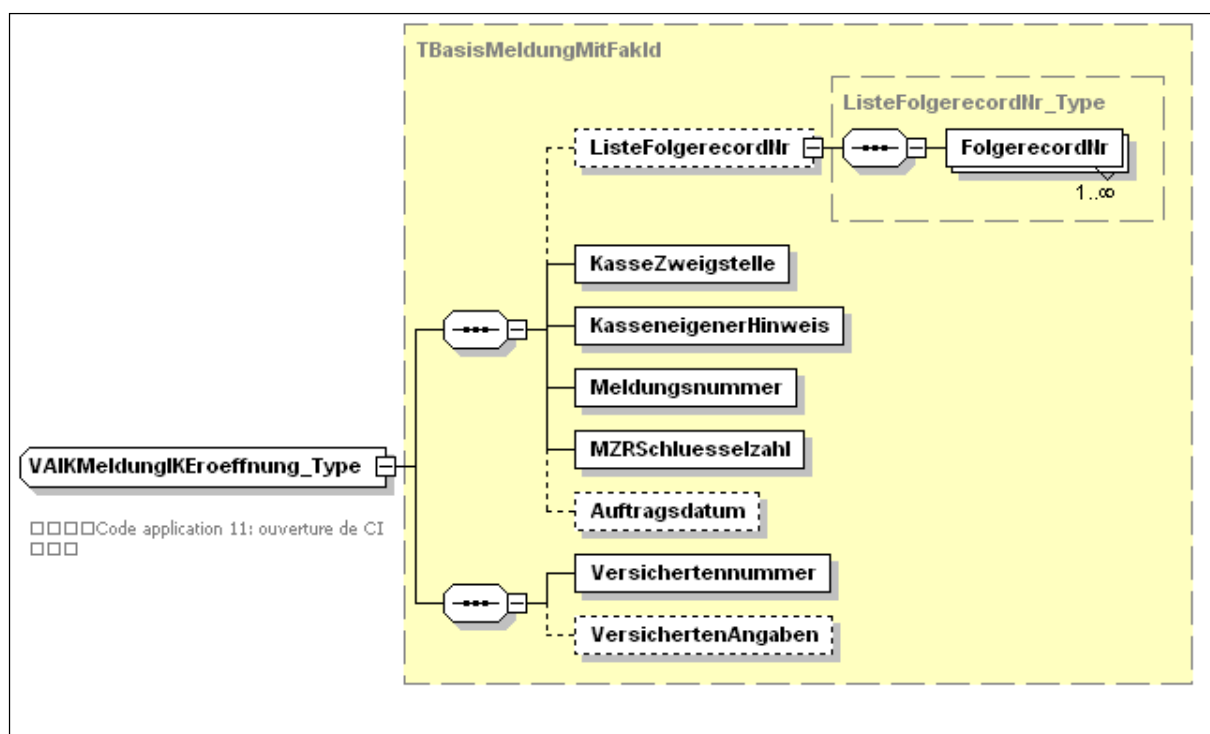 TBasisMeldungMitFakId
ListeFolgerecordNr_Type
ListeFolgerecordNr
FolgerecordNr
1..∞
KasseZweigstelle
KasseneigenerHinweis
Meldungsnummer
MZRSchluesselzahl
VAIKMeldungIKEroeffnung_Type
□□□□Code application 11: ouverture de CI
□□□
Auftragsdatum
Versichertennummer
VersichertenAngaben